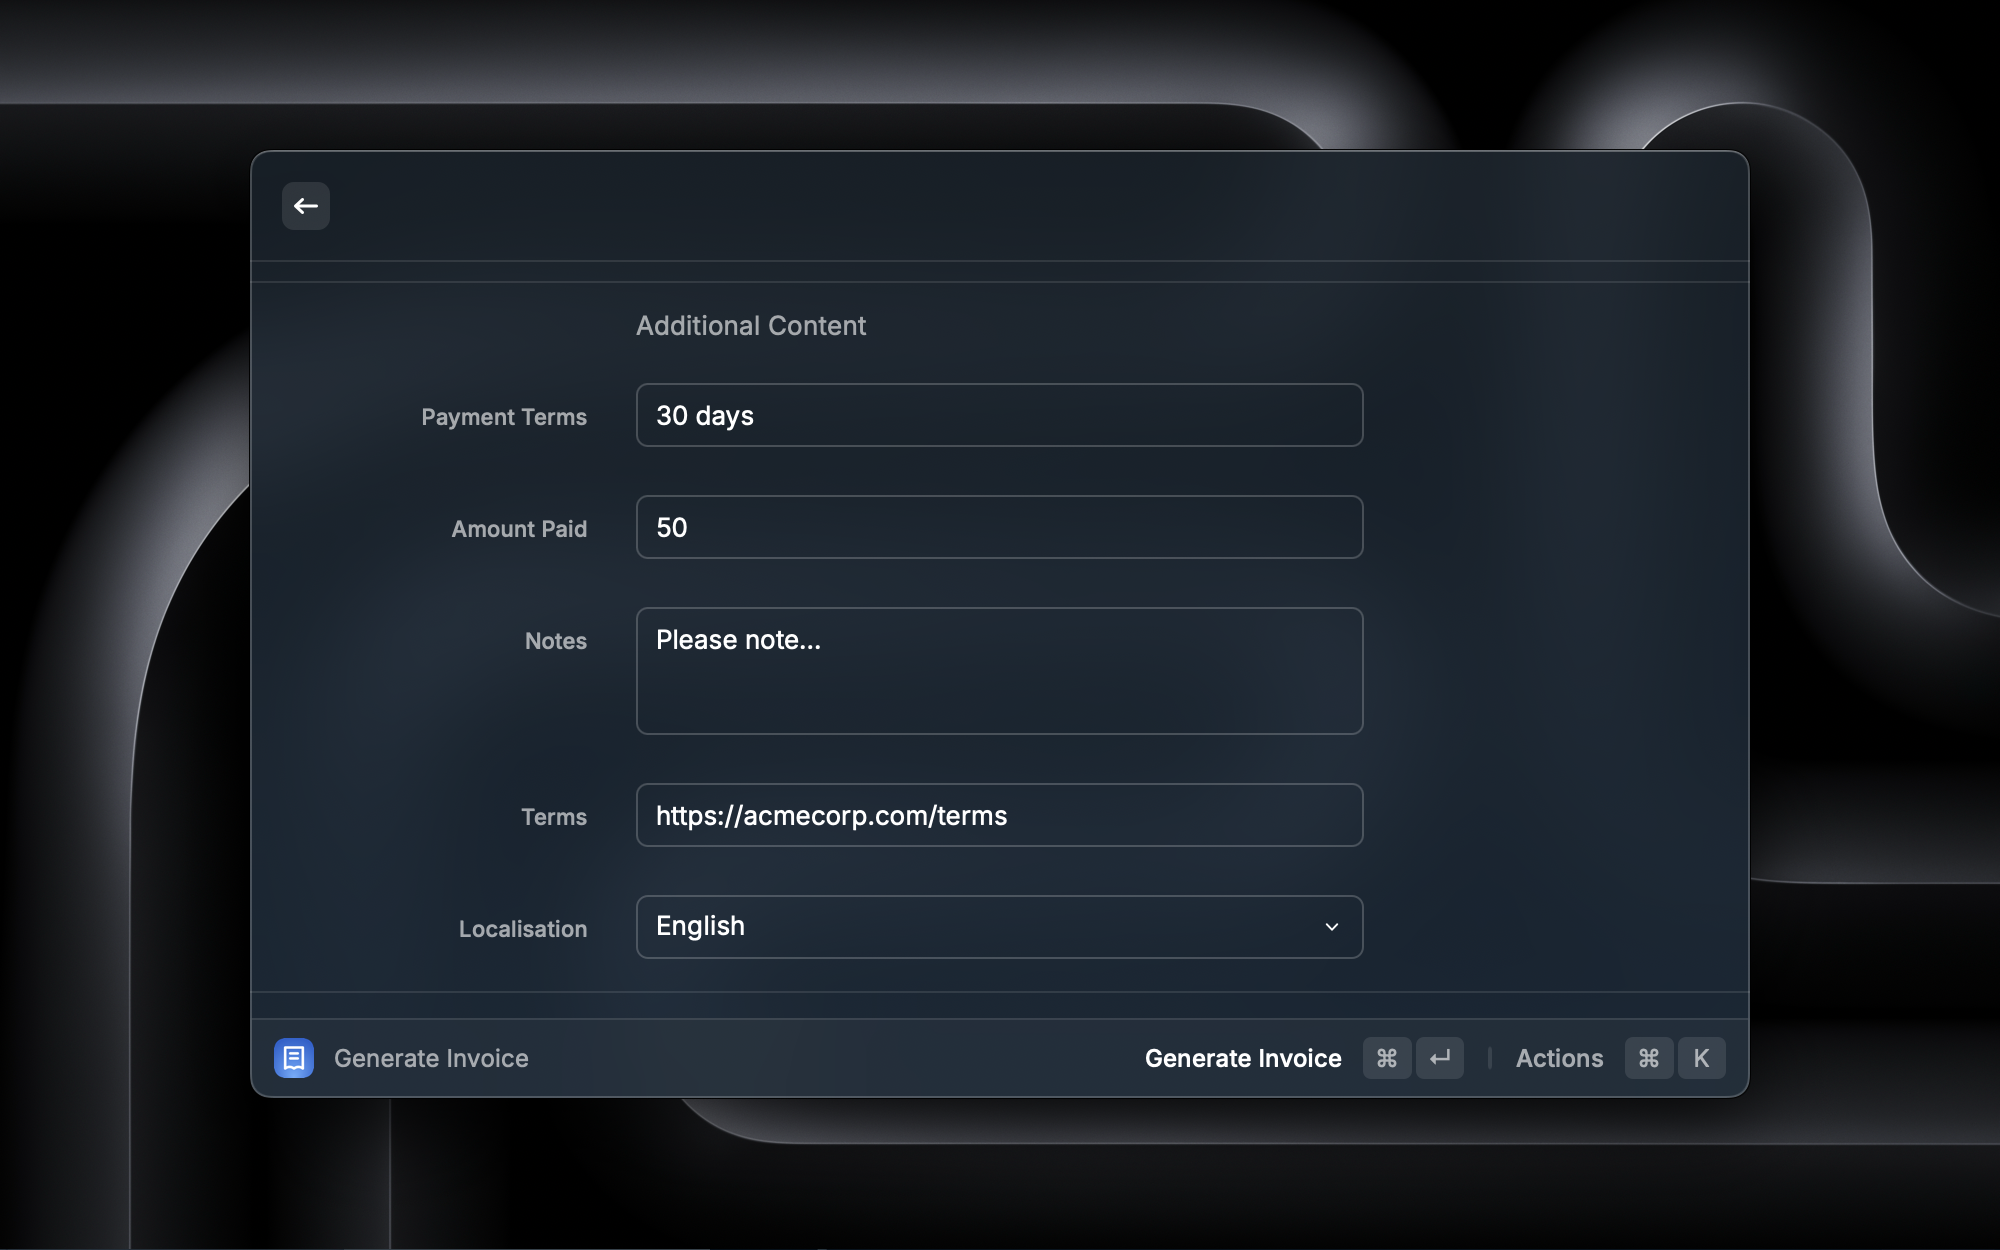 Additional Content
Payment Terms
30 days
Amount Paid
50
Notes
Please note...
Terms
https://acmecorp.com/terms
Localisation
English
Generate Invoice
Generate Invoice ⌘ ↵ | Actions ⌘ K